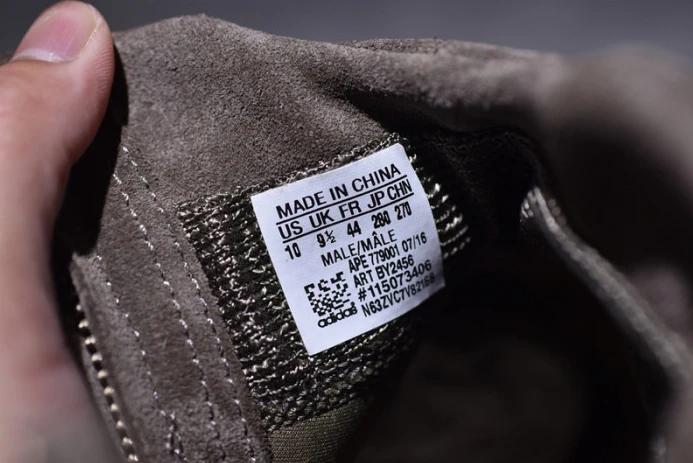 MADE IN CHINA
US UK FR JP CHN
10 9½ 44 280 270
MALE/MÂLE
APE 779001 07/16
ART BY2456
#115073406
N63ZVC7V82168
adidas